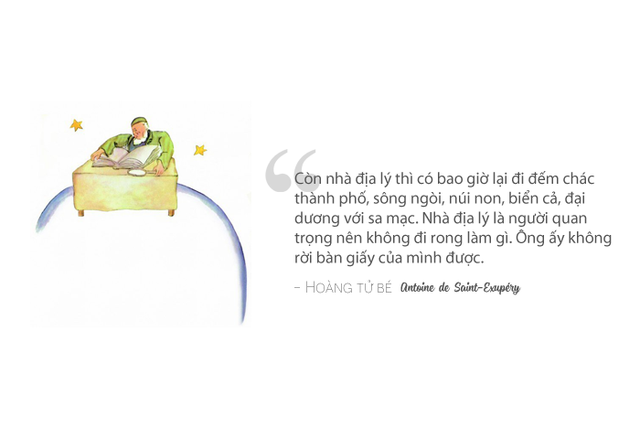 “
Còn nhà địa lý thì có bao giờ lại đi đếm chác
thành phố, sông ngòi, núi non, biển cả, đại
dương với sa mạc. Nhà địa lý là người quan
trọng nên không đi rong làm gì. Ông ấy không
rời bàn giấy của mình được.
– HOÀNG TỬ BÉ Antoine de Saint-Exupéry